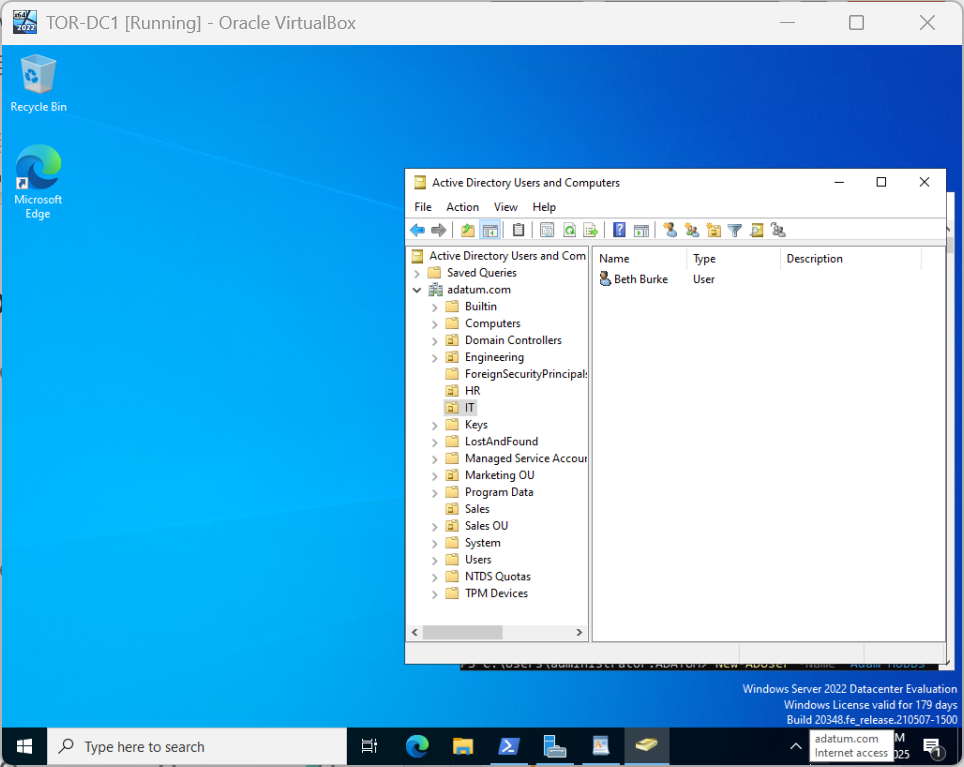 x64
2022
TOR-DC1 [Running] - Oracle VirtualBox
Recycle Bin
Microsoft
Edge
Active Directory Users and Computers
File Action View Help
Active Directory Users and Com
Saved Queries
adatum.com
Builtin
Computers
Domain Controllers
Engineering
ForeignSecurityPrincipals
HR
IT
Keys
LostAndFound
Managed Service Accour
Marketing OU
Program Data
Sales
Sales OU
System
Users
NTDS Quotas
TPM Devices
Name Type Description
Beth Burke User
PS C:\Users\administrator.ADATUM> New-ADUser -Name "Adam Hobbs"
Windows Server 2022 Datacenter Evaluation
Windows License valid for 179 days
Build 20348.fe_release.210507-1500
Type here to search
adatum.com
Internet access
M
025
1